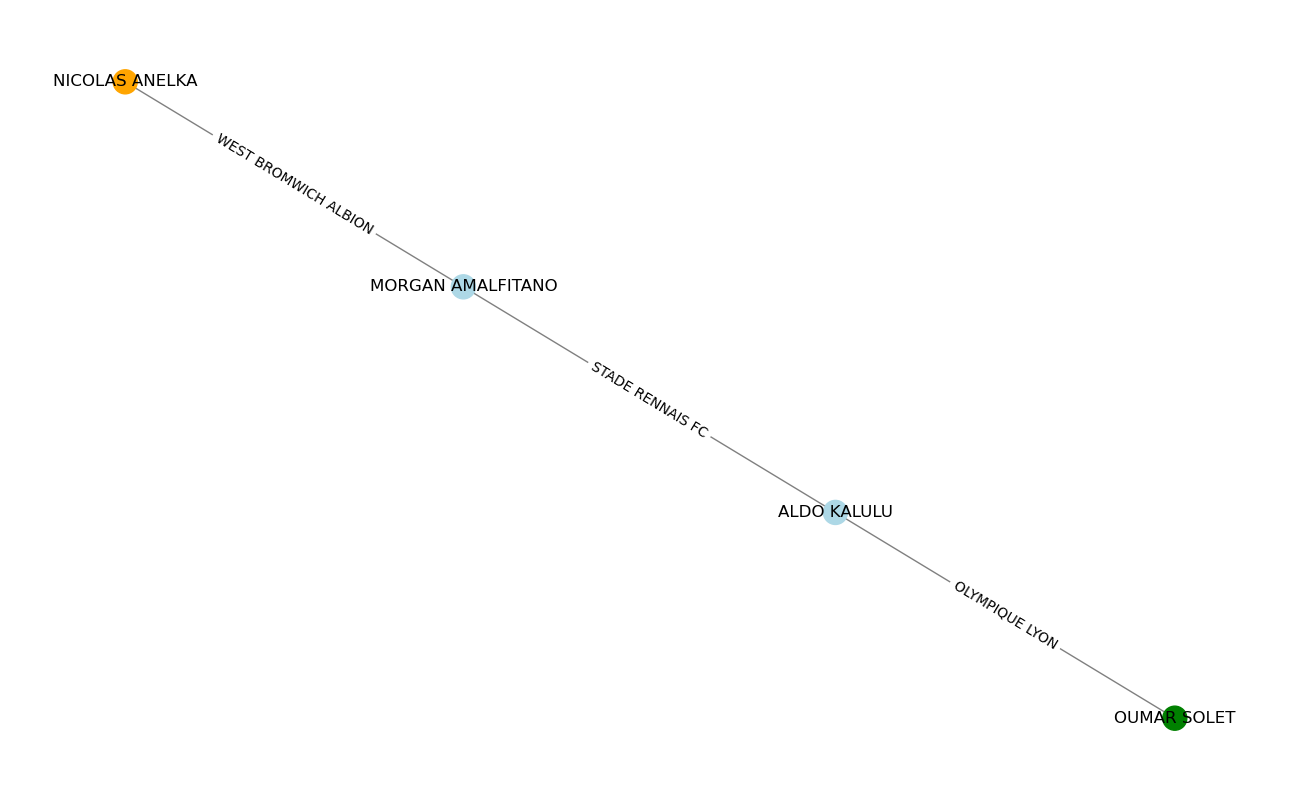 NICOLAS ANELKA
WEST BROMWICH ALBION
MORGAN AMALFITANO
STADE RENNAIS FC
ALDO KALULU
OLYMPIQUE LYON
OUMAR SOLET